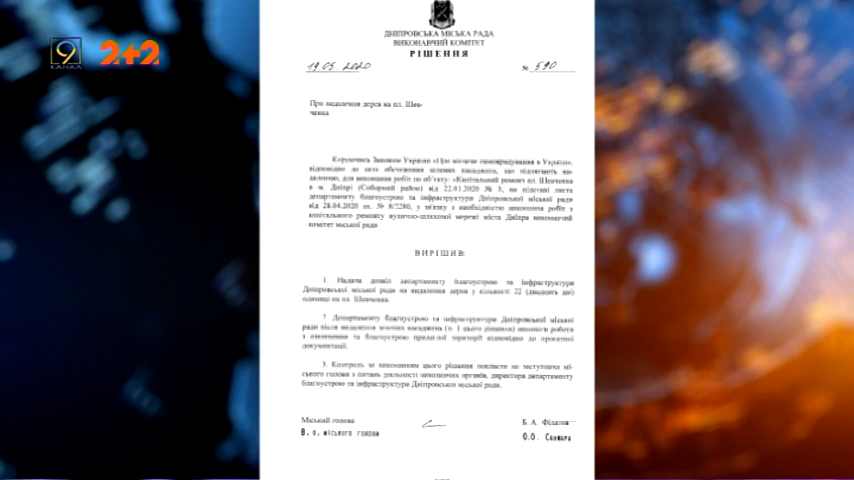 9
КАНАЛ
2+2
ДНІПРОВСЬКА МІСЬКА РАДА
ВИКОНАВЧИЙ КОМІТЕТ
РІШЕННЯ
19.05.2020
№ 590
Про видалення дерев на пл. Шев-
ченка
Керуючись Законом України «Про місцеве самоврядування в Україні»,
відповідно до акта обстеження зелених насаджень, що підлягають ви-
даленню, для виконання робіт по об'єкту: «Капітальний ремонт пл. Шевченка
в м. Дніпрі (Соборний район) від 22.01.2020 № 3, на підставі листа
департаменту благоустрою та інфраструктури Дніпровської міської ради
від 28.04.2020 вх. № 8/2280, у зв'язку з необхідністю виконання робіт з
капітального ремонту вулично-шляхової мережі міста Дніпра виконавчий
комітет міської ради
ВИРІШИВ:
1. Надати дозвіл департаменту благоустрою та інфраструктури
Дніпровської міської ради на видалення дерев у кількості 22 (двадцять дві)
одиниці на пл. Шевченка.
2. Департаменту благоустрою та інфраструктури Дніпровської міської
ради після видалення зелених насаджень (п. 1 цього рішення) виконати роботи
з озеленення та благоустрою прилеглої території відповідно до проєктної
документації.
3. Контроль за виконанням цього рішення покласти на заступника мі-
ського голови з питань діяльності виконавчих органів, директора департаменту
благоустрою та інфраструктури Дніпровської міської ради.
Міський голова
Б. А. Філатов
В. о. міського голови
О.О. Санжара